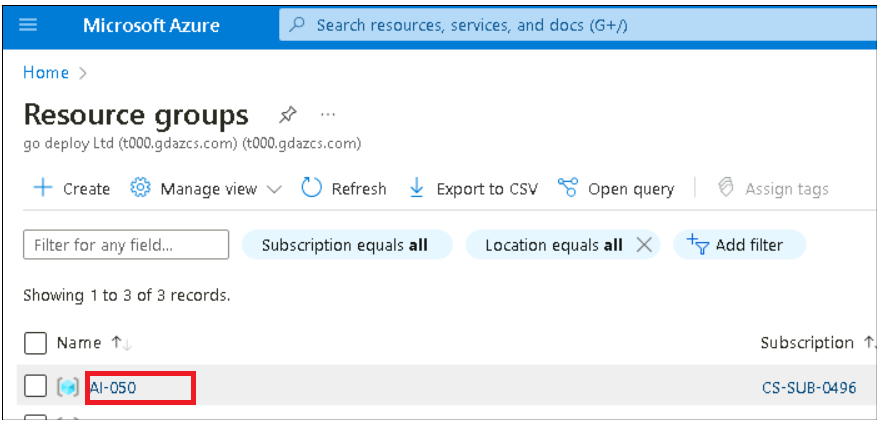 Microsoft Azure
Search resources, services, and docs (G+/)
Home >
Resource groups ...
go deploy Ltd (t000.gdazcs.com) (t000.gdazcs.com)
+ Create Manage view Refresh Export to CSV Open query Assign tags
Filter for any field... Subscription equals all Location equals all Add filter
Showing 1 to 3 of 3 records.
Name ↑↓ Subscription ↑
AI-050 CS-SUB-0496